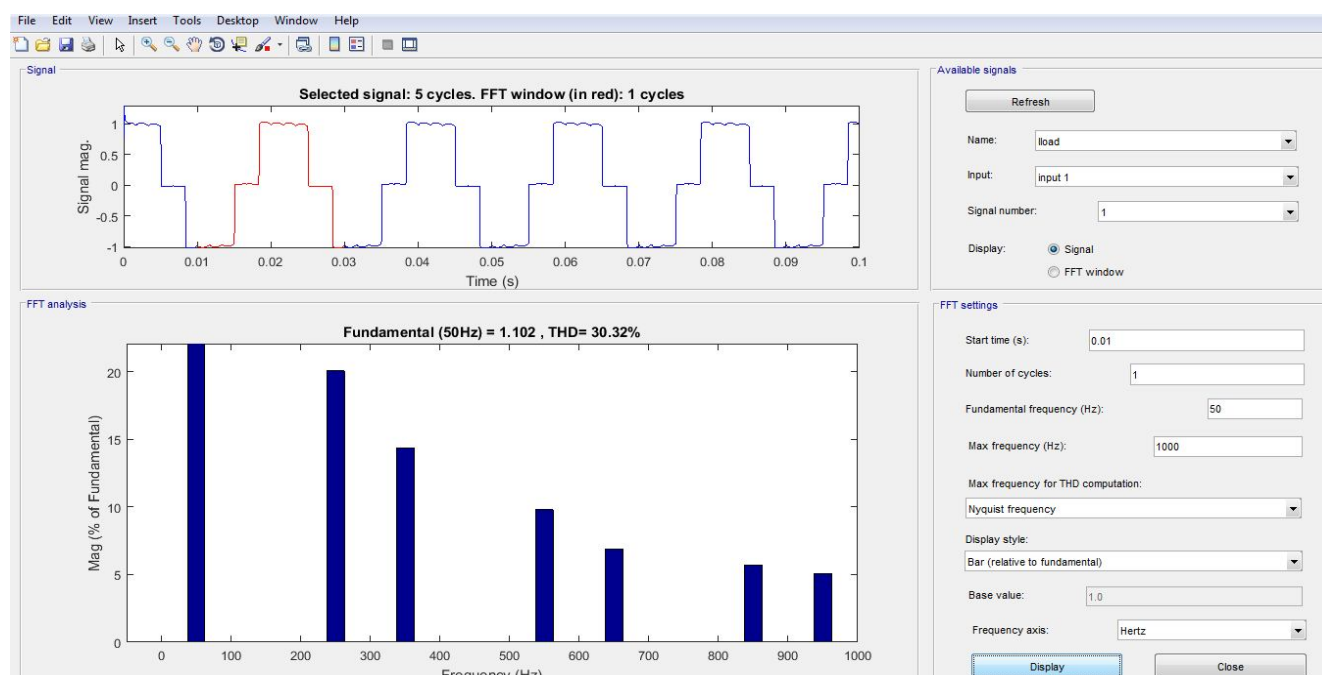 File Edit View Insert Tools Desktop Window Help
Signal
Selected signal: 5 cycles. FFT window (in red): 1 cycles
1
0.5
0
-0.5
-1
Signal mag.
0 0.01 0.02 0.03 0.04 0.05 0.06 0.07 0.08 0.09 0.1
Time (s)
FFT analysis
Fundamental (50Hz) = 1.102 , THD= 30.32%
20
15
10
5
0
Mag (% of Fundamental)
0 100 200 300 400 500 600 700 800 900 1000
Frequency (Hz)
Available signals
Refresh
Name: Iload
Input: input 1
Signal number: 1
Display: Signal
FFT window
FFT settings
Start time (s): 0.01
Number of cycles: 1
Fundamental frequency (Hz): 50
Max frequency (Hz): 1000
Max frequency for THD computation:
Nyquist frequency
Display style:
Bar (relative to fundamental)
Base value: 1.0
Frequency axis: Hertz
Display Close